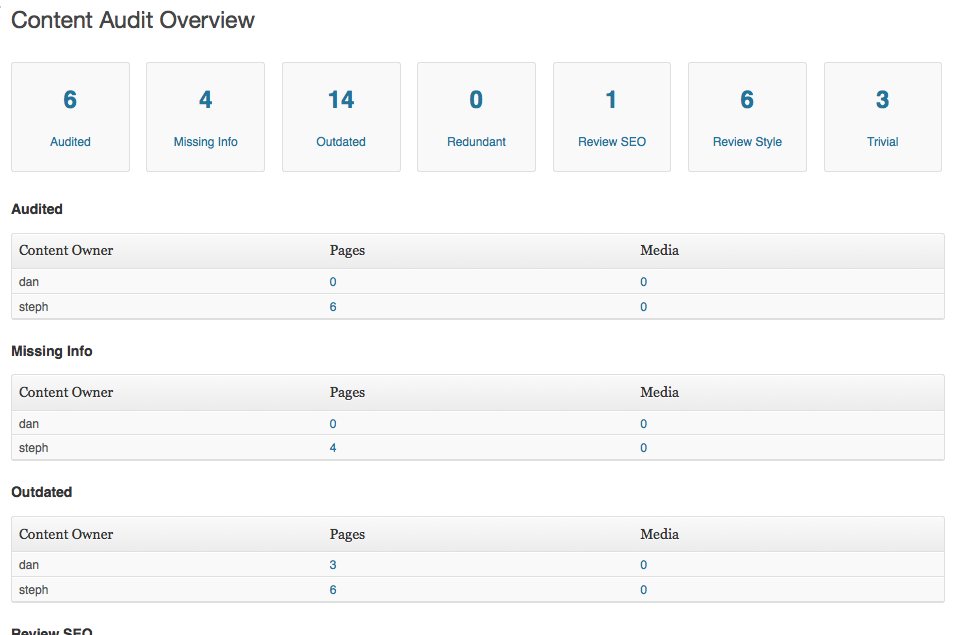 Content Audit Overview
6 4 14 0 1 6 3
Audited Missing Info Outdated Redundant Review SEO Review Style Trivial
Audited
Content Owner Pages Media
dan 0 0
steph 6 0
Missing Info
Content Owner Pages Media
dan 0 0
steph 4 0
Outdated
Content Owner Pages Media
dan 3 0
steph 6 0
Review SEO